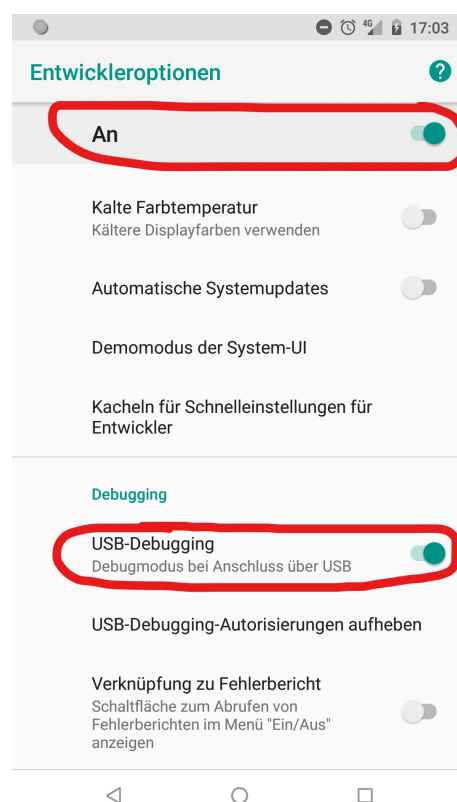 4G 17:03
Entwickleroptionen ?
An
Kalte Farbtemperatur
Kältere Displayfarben verwenden
Automatische Systemupdates
Demomodus der System-UI
Kacheln für Schnelleinstellungen für
Entwickler
Debugging
USB-Debugging
Debugmodus bei Anschluss über USB
USB-Debugging-Autorisierungen aufheben
Verknüpfung zu Fehlerbericht
Schaltfläche zum Abrufen von
Fehlerberichten im Menü "Ein/Aus"
anzeigen